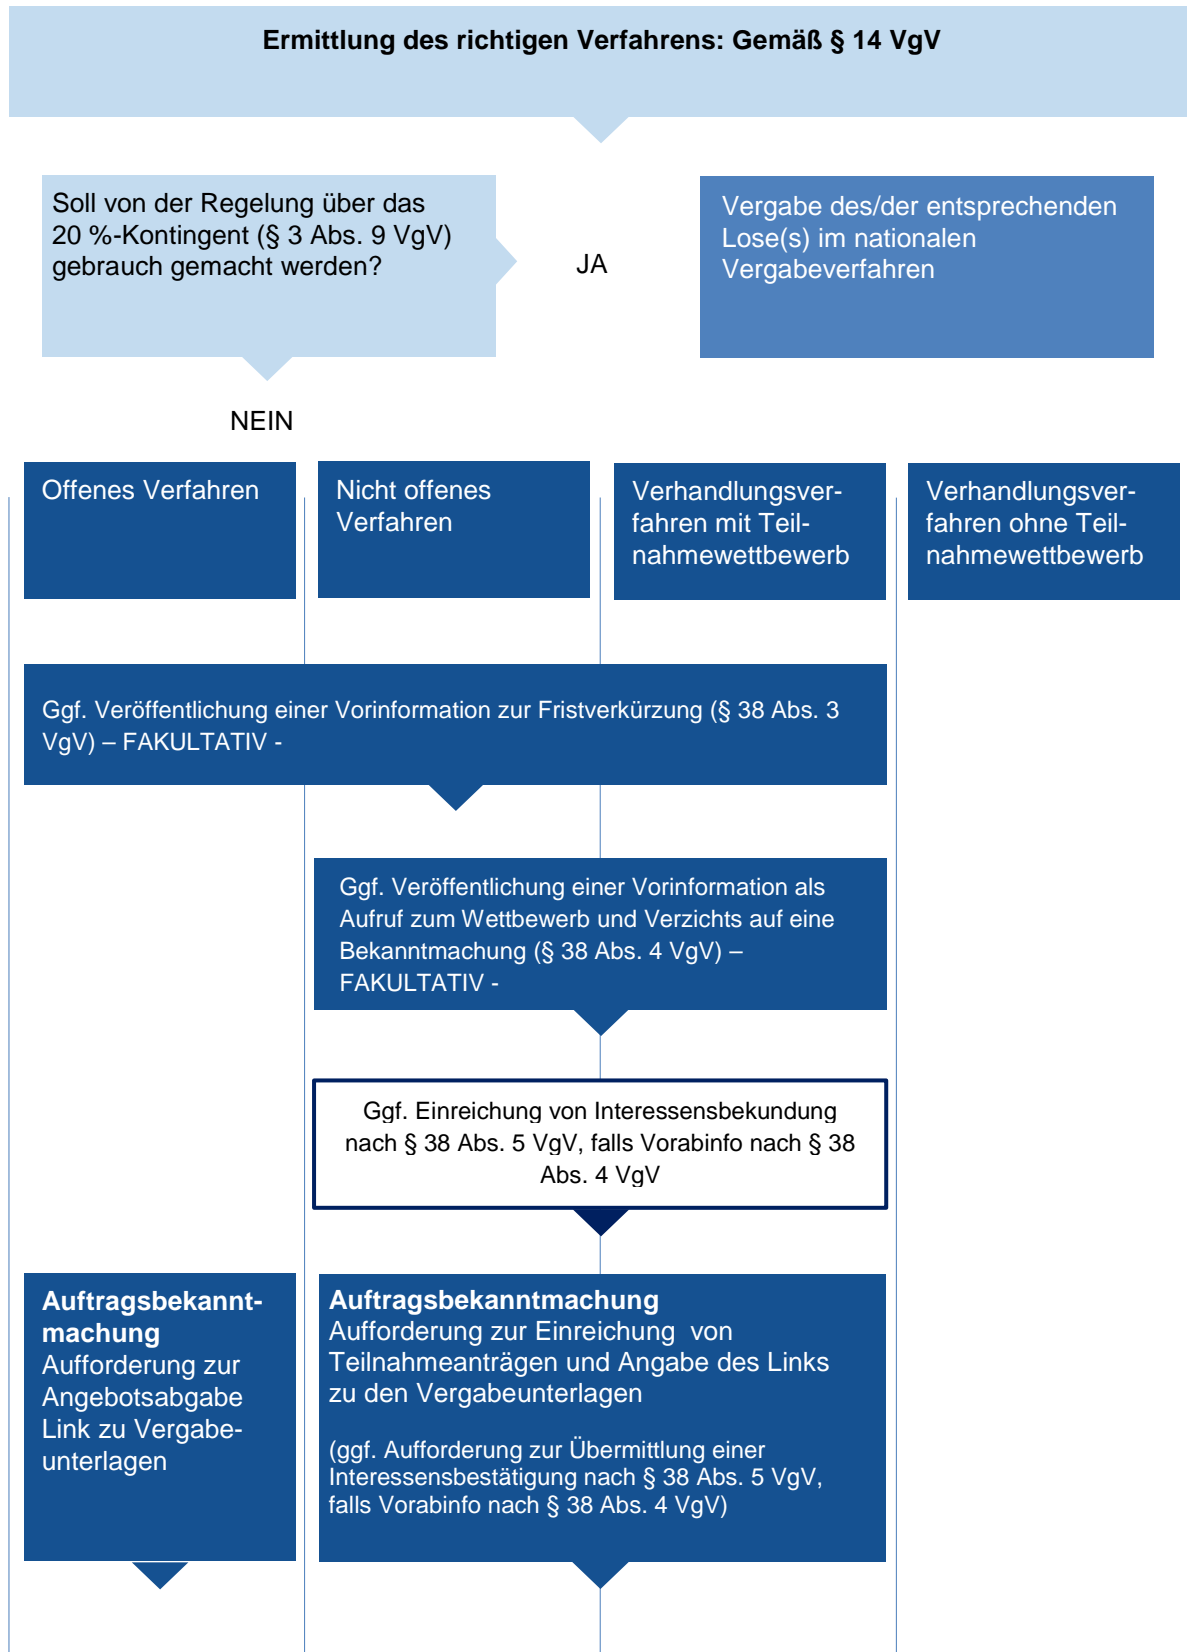 Ermittlung des richtigen Verfahrens: Gemäß § 14 VgV
Soll von der Regelung über das
20 %-Kontingent (§ 3 Abs. 9 VgV)
gebrauch gemacht werden?
JA
Vergabe des/der entsprechenden
Lose(s) im nationalen
Vergabeverfahren
NEIN
Offenes Verfahren
Nicht offenes
Verfahren
Verhandlungsver-
fahren mit Teil-
nahmewettbewerb
Verhandlungsver-
fahren ohne Teil-
nahmewettbewerb
Ggf. Veröffentlichung einer Vorinformation zur Fristverkürzung (§ 38 Abs. 3
VgV) – FAKULTATIV -
Ggf. Veröffentlichung einer Vorinformation als
Aufruf zum Wettbewerb und Verzichts auf eine
Bekanntmachung (§ 38 Abs. 4 VgV) –
FAKULTATIV -
Ggf. Einreichung von Interessensbekundung
nach § 38 Abs. 5 VgV, falls Vorabinfo nach § 38
Abs. 4 VgV
Auftragsbekannt-
machung
Aufforderung zur
Angebotsabgabe
Link zu Vergabe-
unterlagen
Auftragsbekanntmachung
Aufforderung zur Einreichung von
Teilnahmeanträgen und Angabe des Links
zu den Vergabeunterlagen
(ggf. Aufforderung zur Übermittlung einer
Interessensbestätigung nach § 38 Abs. 5 VgV,
falls Vorabinfo nach § 38 Abs. 4 VgV)